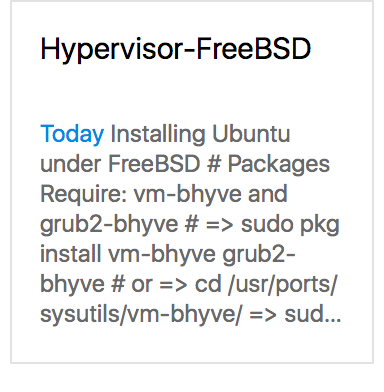 Hypervisor-FreeBSD
Today Installing Ubuntu
under FreeBSD # Packages
Require: vm-bhyve and
grub2-bhyve # => sudo pkg
install vm-bhyve grub2-
bhyve # or => cd /usr/ports/
sysutils/vm-bhyve/ => sud...